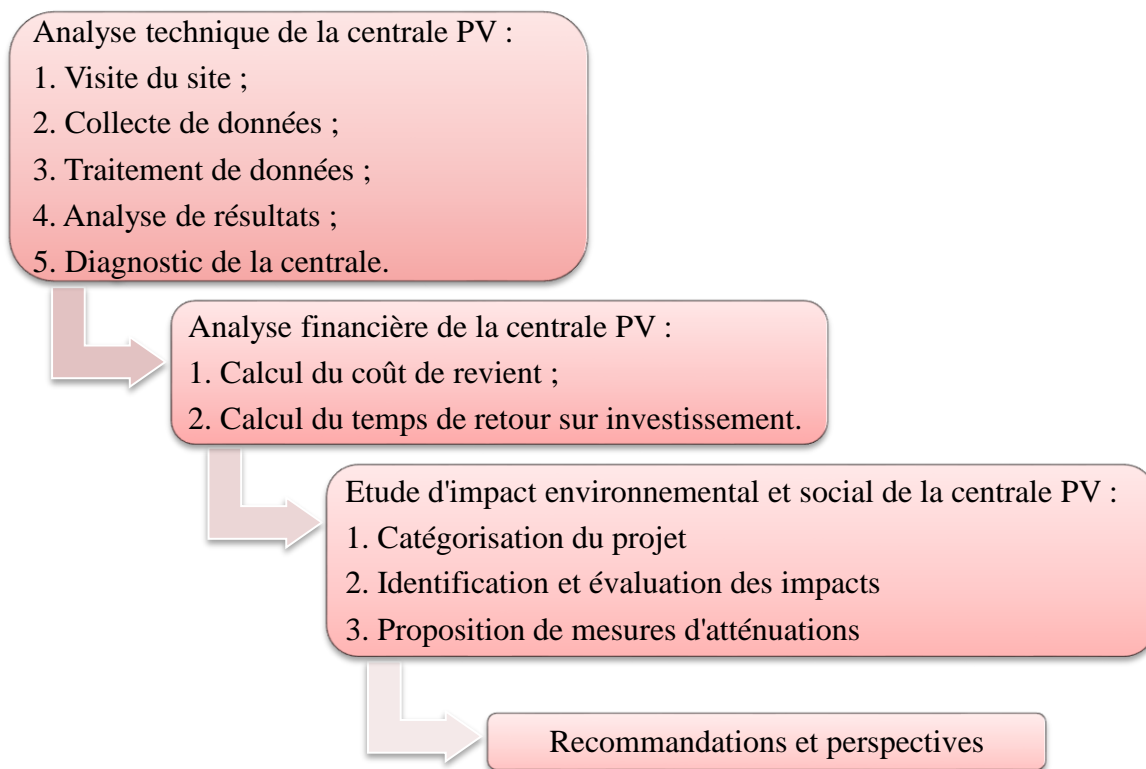 Analyse technique de la centrale PV :
1. Visite du site ;
2. Collecte de données ;
3. Traitement de données ;
4. Analyse de résultats ;
5. Diagnostic de la centrale.
Analyse financière de la centrale PV :
1. Calcul du coût de revient ;
2. Calcul du temps de retour sur investissement.
Etude d'impact environnemental et social de la centrale PV :
1. Catégorisation du projet
2. Identification et évaluation des impacts
3. Proposition de mesures d'atténuations
Recommandations et perspectives